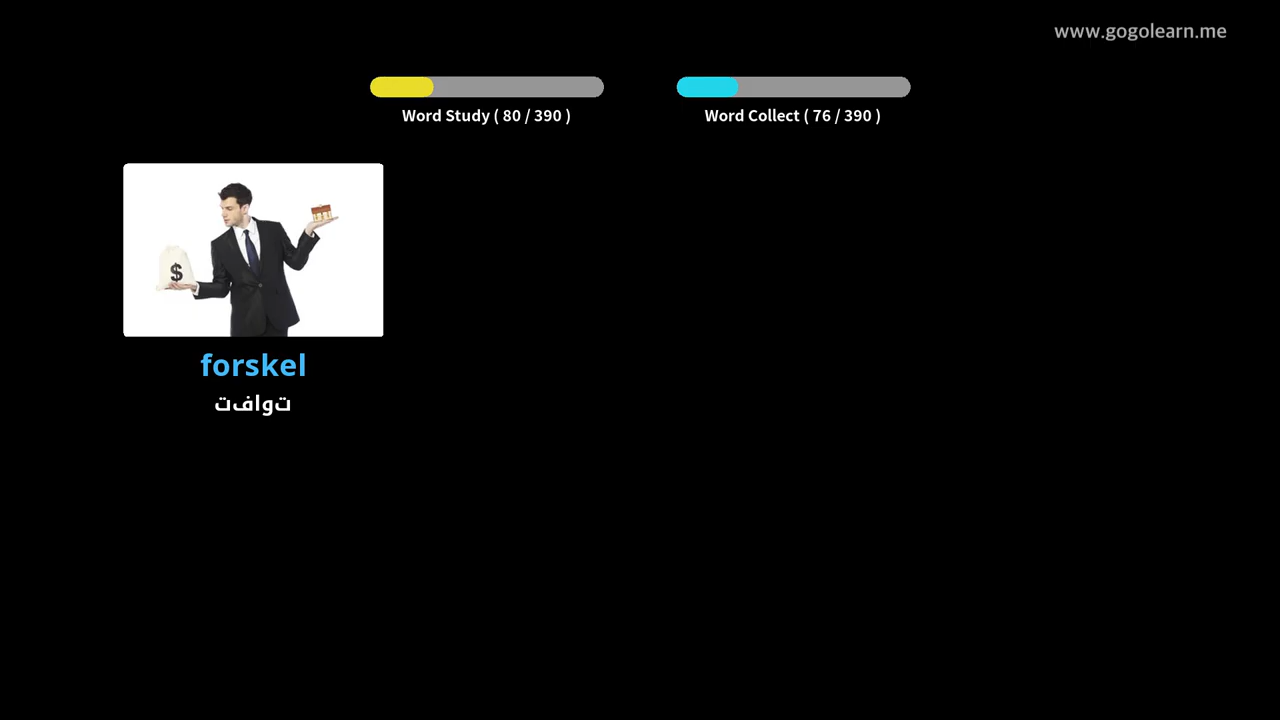 www.gogolearn.me
Word Study ( 80 / 390 )
Word Collect ( 76 / 390 )
$
forskel
تفاوت